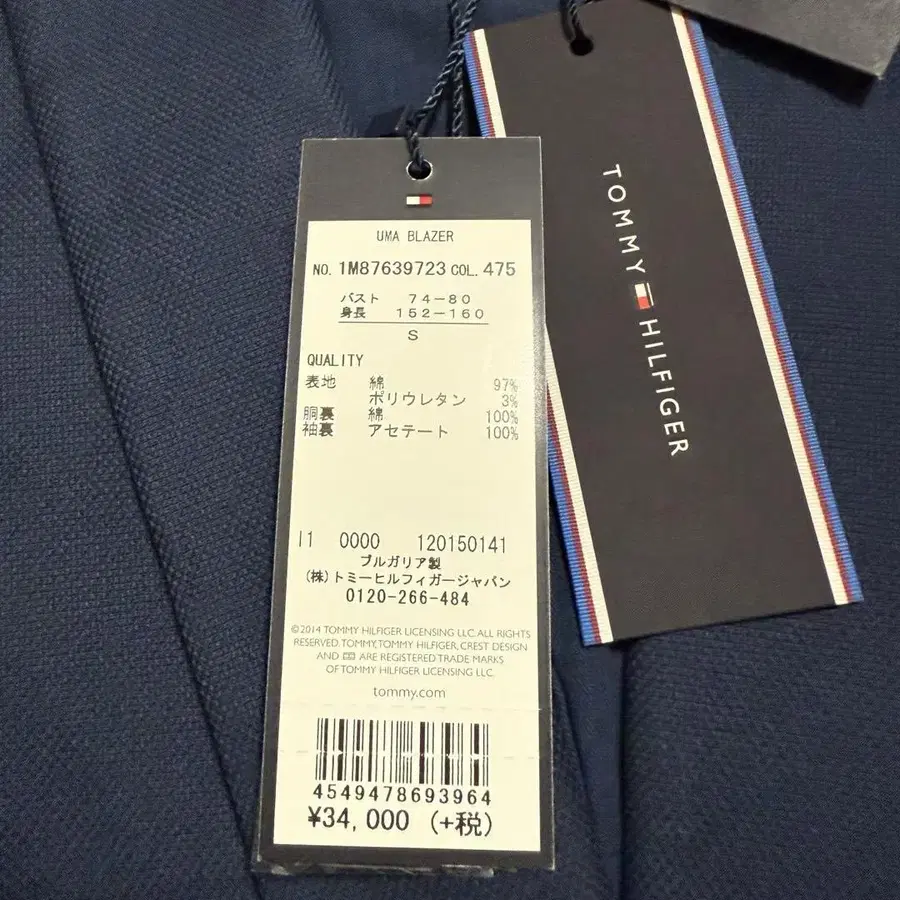 UMA BLAZER
NO. 1M87639723 COL. 475
バスト 74-80
身長 152-160
S
QUALITY
表地 綿 97%
ポリウレタン 3%
胴裏 綿 100%
袖裏 アセテート 100%
11 0000 120150141
ブルガリア製
(株)トミーヒルフィガージャパン
0120-266-484
©2014 TOMMY HILFIGER LICENSING LLC. ALL RIGHTS
RESERVED. TOMMY, TOMMY HILFIGER, CREST DESIGN
AND ARE REGISTERED TRADE MARKS
OF TOMMY HILFIGER LICENSING LLC.
tommy.com
4549478693964
¥34,000 (+税)
TOMMY HILFIGER